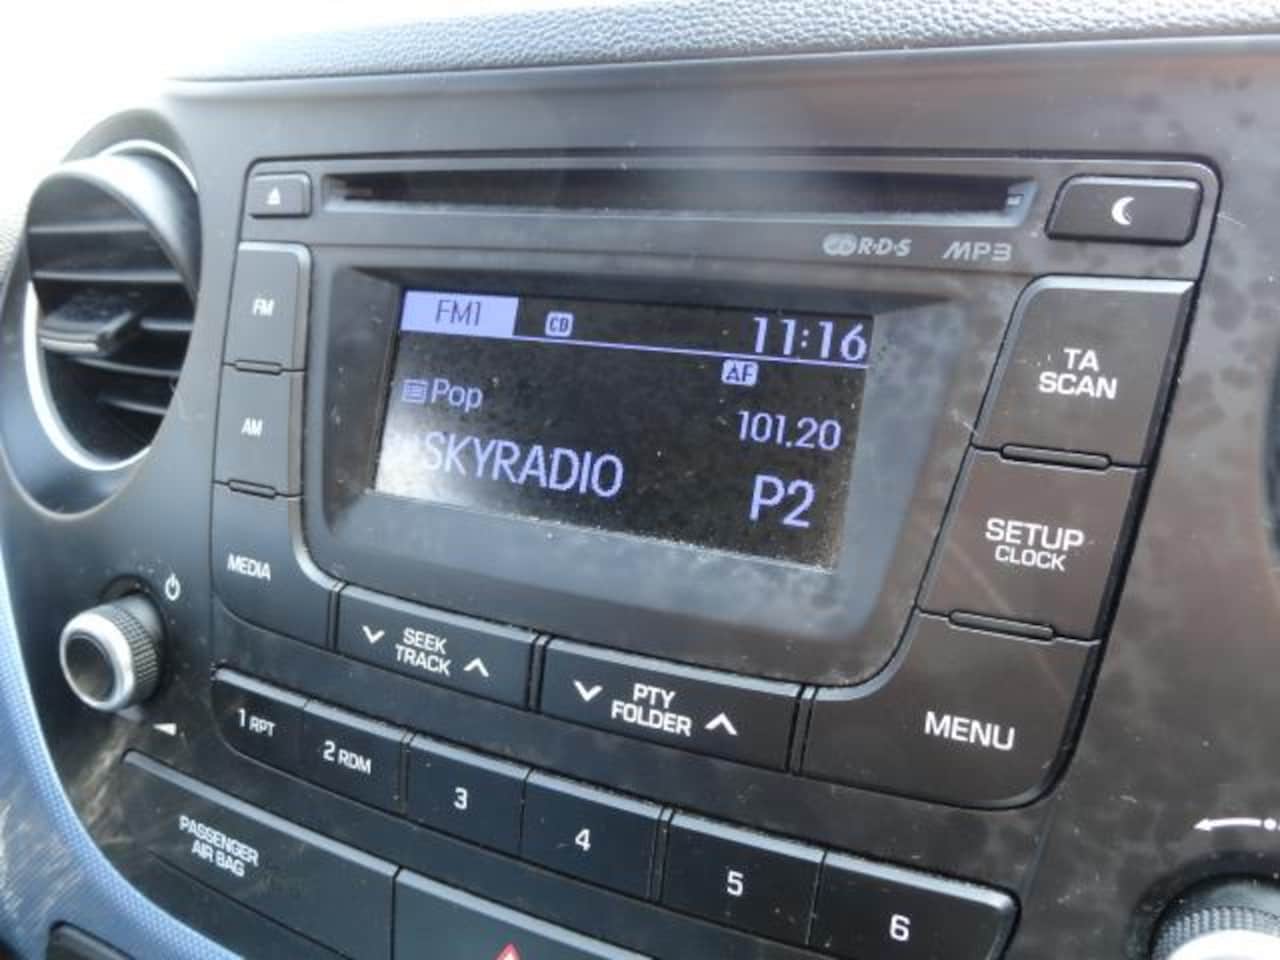 RDS MP3
FM
FM1 CD 11:16
AF
Pop
101.20
SKYRADIO
P2
AM
TA
SCAN
SETUP
CLOCK
MEDIA
SEEK
TRACK
PTY
FOLDER
MENU
1 RPT
2 RDM
3
4
5
6
PASSENGER
AIR BAG